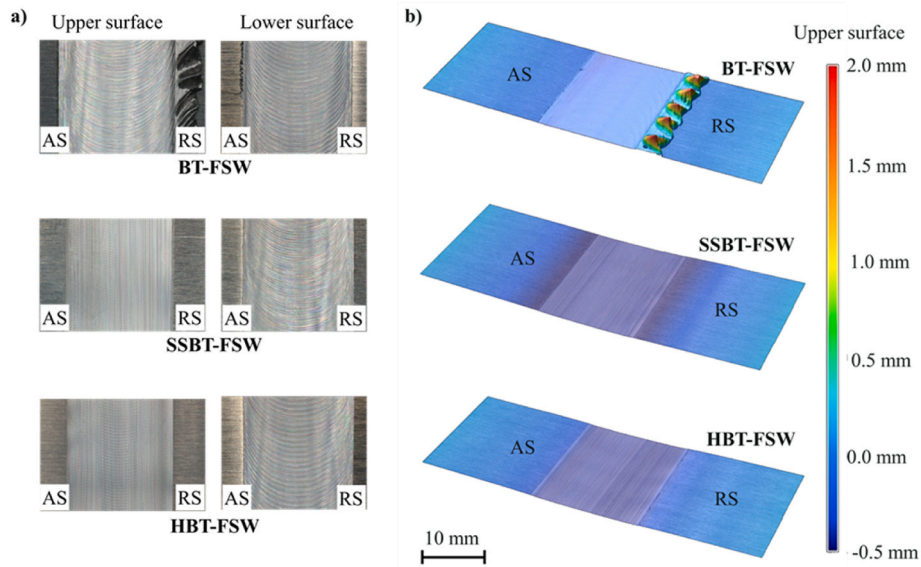 a)
Upper surface
Lower surface
AS
RS
AS
RS
BT-FSW
AS
RS
AS
RS
SSBT-FSW
AS
RS
AS
RS
HBT-FSW
b)
Upper surface
BT-FSW
AS
RS
SSBT-FSW
AS
RS
HBT-FSW
AS
RS
10 mm
2.0 mm
1.5 mm
1.0 mm
0.5 mm
0.0 mm
-0.5 mm